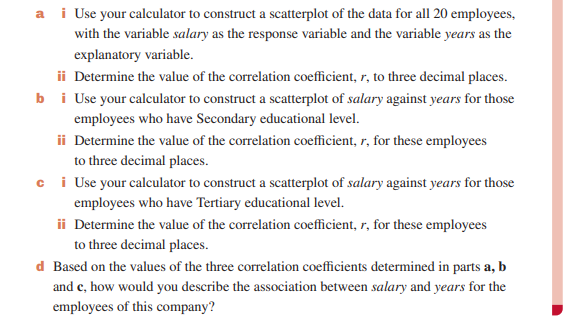 a i Use your calculator to construct a scatterplot of the data for all 20 employees,
with the variable salary as the response variable and the variable years as the
explanatory variable.
ii Determine the value of the correlation coefficient, r, to three decimal places.
b i Use your calculator to construct a scatterplot of salary against years for those
employees who have Secondary educational level.
ii Determine the value of the correlation coefficient, r, for these employees
to three decimal places.
c i Use your calculator to construct a scatterplot of salary against years for those
employees who have Tertiary educational level.
ii Determine the value of the correlation coefficient, r, for these employees
to three decimal places.
d Based on the values of the three correlation coefficients determined in parts a, b
and c, how would you describe the association between salary and years for the
employees of this company?